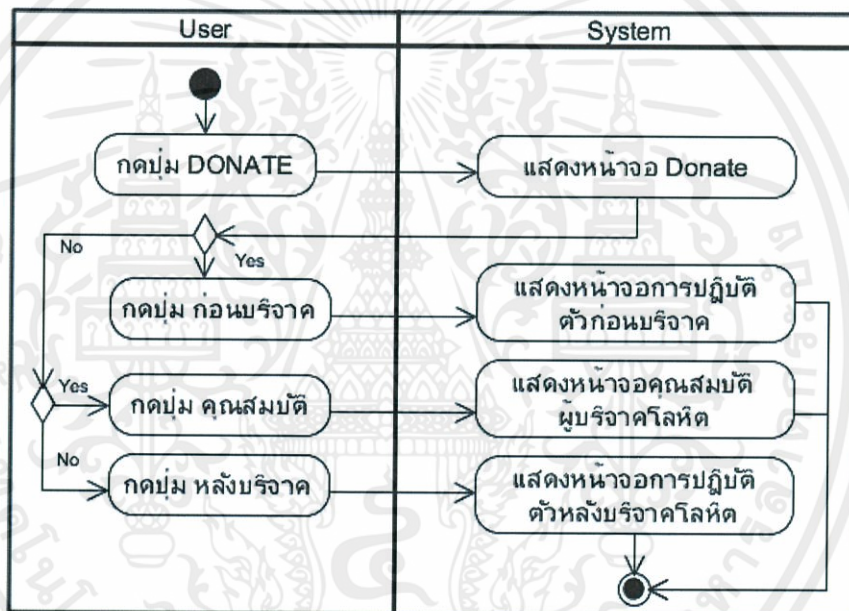 User
System
กดปุ่ม DONATE
แสดงหน้าจอ Donate
No
Yes
กดปุ่ม ก่อนบริจาค
แสดงหน้าจอการปฏิบัติ
ตัวก่อนบริจาค
Yes
กดปุ่ม คุณสมบัติ
แสดงหน้าจอคุณสมบัติ
ผู้บริจาคโลหิต
No
กดปุ่ม หลังบริจาค
แสดงหน้าจอการปฏิบัติ
ตัวหลังบริจาคโลหิต